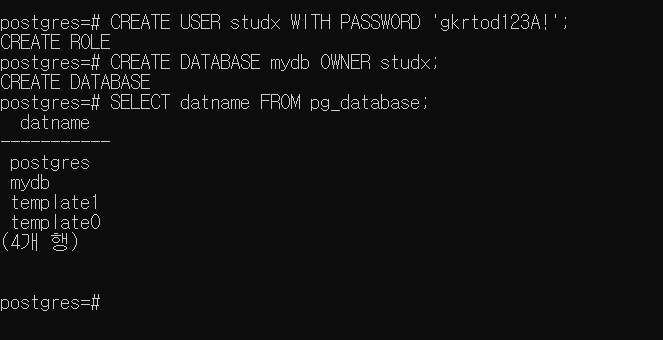 postgres=# CREATE USER studx WITH PASSWORD 'gkrtod123A!';
CREATE ROLE
postgres=# CREATE DATABASE mydb OWNER studx;
CREATE DATABASE
postgres=# SELECT datname FROM pg_database;
  datname
-----------
 postgres
 mydb
 template1
 template0
(4개 행)
postgres=#